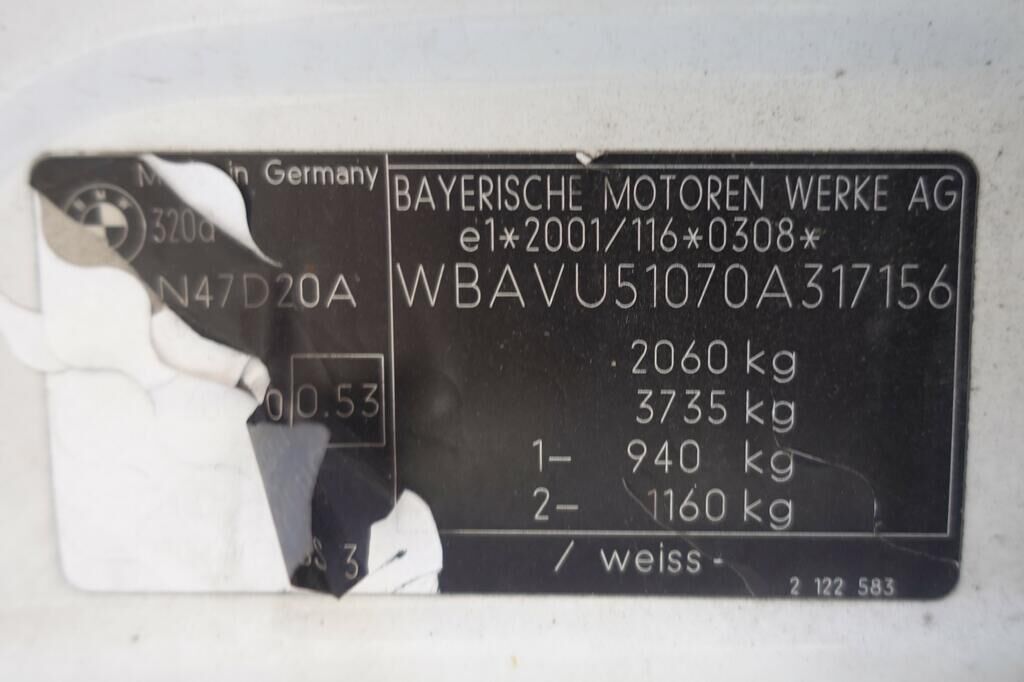 in Germany
BMW
320d
N47D20A
0.53
3
BAYERISCHE MOTOREN WERKE AG
e1*2001/116*0308*
WBAVU51070A317156
2060 kg
3735 kg
1- 940 kg
2- 1160 kg
/ weiss -
2 122 583